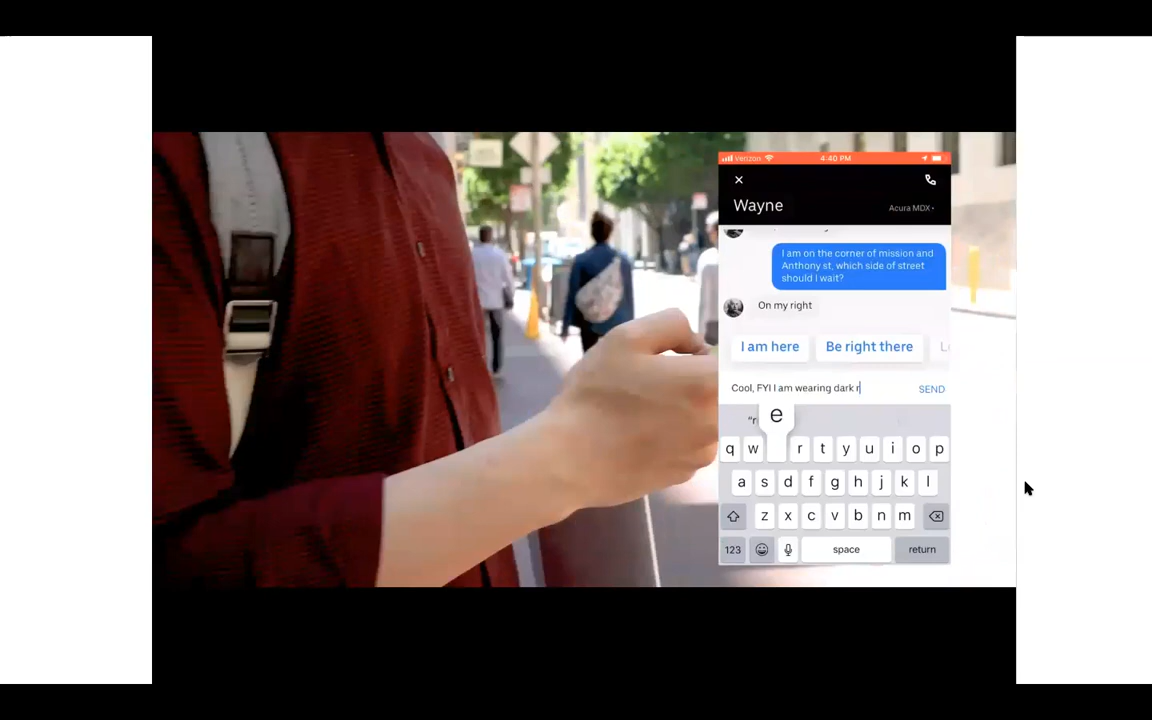 Verizon 4:40 PM
Wayne
Acura MDX •
I am on the corner of mission and
Anthony st, which side of street
should I wait?
On my right
I am here Be right there
Cool, FYI I am wearing dark r SEND
e
q w r t y u i o p
a s d f g h j k l
z x c v b n m
123 space return